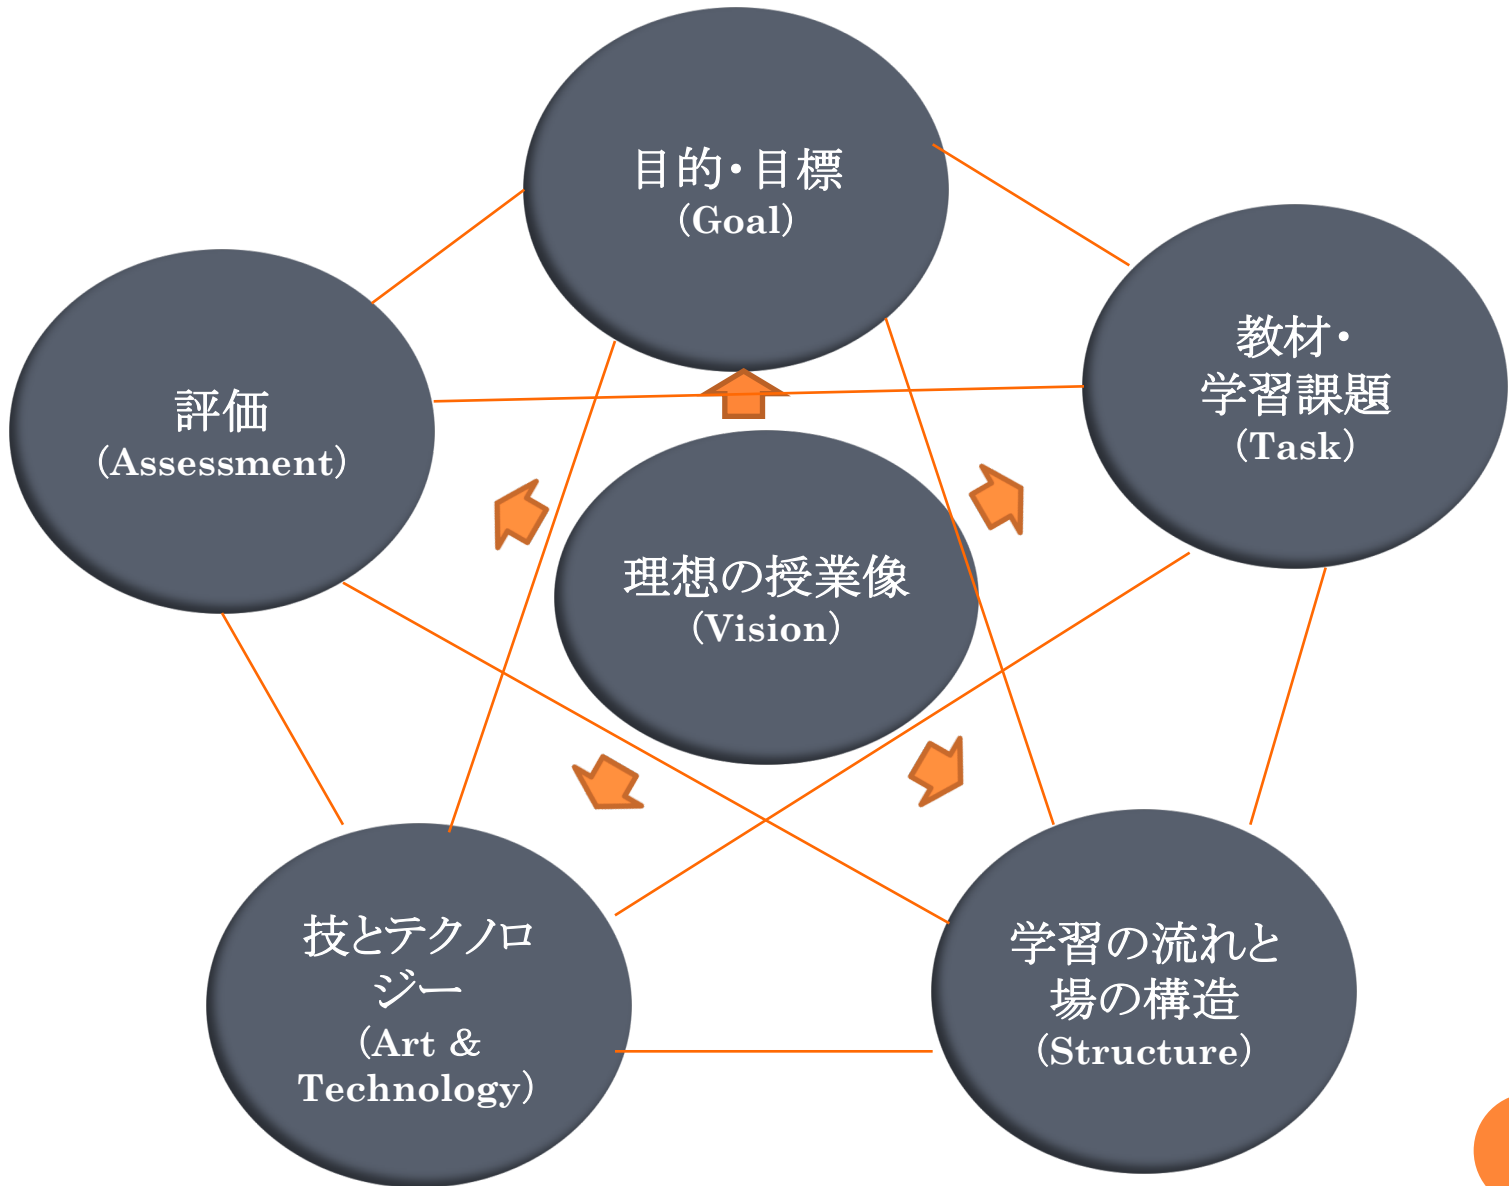 目的・目標
(Goal)
教材・
学習課題
(Task)
評価
(Assessment)
理想の授業像
(Vision)
技とテクノロ
ジー
(Art &
Technology)
学習の流れと
場の構造
(Structure)